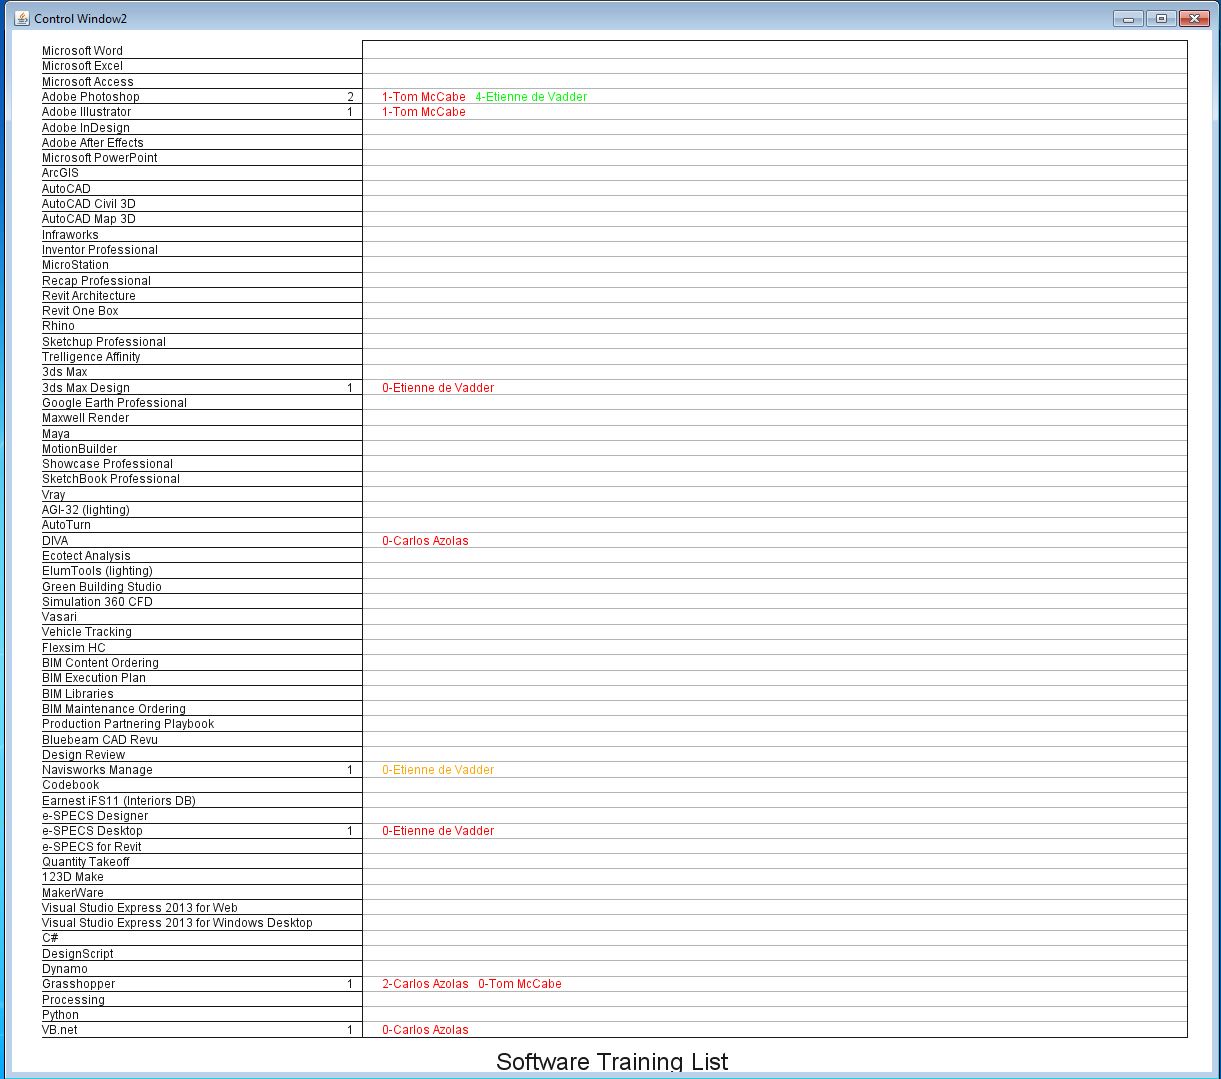 Control Window2
Microsoft Word
Microsoft Excel
Microsoft Access
Adobe Photoshop 2 1-Tom McCabe 4-Etienne de Vadder
Adobe Illustrator 1 1-Tom McCabe
Adobe InDesign
Adobe After Effects
Microsoft PowerPoint
ArcGIS
AutoCAD
AutoCAD Civil 3D
AutoCAD Map 3D
Infraworks
Inventor Professional
MicroStation
Recap Professional
Revit Architecture
Revit One Box
Rhino
Sketchup Professional
Trelligence Affinity
3ds Max
3ds Max Design 1 0-Etienne de Vadder
Google Earth Professional
Maxwell Render
Maya
MotionBuilder
Showcase Professional
SketchBook Professional
Vray
AGI-32 (lighting)
AutoTurn
DIVA 0-Carlos Azolas
Ecotect Analysis
ElumTools (lighting)
Green Building Studio
Simulation 360 CFD
Vasari
Vehicle Tracking
Flexsim HC
BIM Content Ordering
BIM Execution Plan
BIM Libraries
BIM Maintenance Ordering
Production Partnering Playbook
Bluebeam CAD Revu
Design Review
Navisworks Manage 1 0-Etienne de Vadder
Codebook
Earnest iFS11 (Interiors DB)
e-SPECS Designer
e-SPECS Desktop 1 0-Etienne de Vadder
e-SPECS for Revit
Quantity Takeoff
123D Make
MakerWare
Visual Studio Express 2013 for Web
Visual Studio Express 2013 for Windows Desktop
C#
DesignScript
Dynamo
Grasshopper 1 2-Carlos Azolas 0-Tom McCabe
Processing
Python
VB.net 1 0-Carlos Azolas
Software Training List